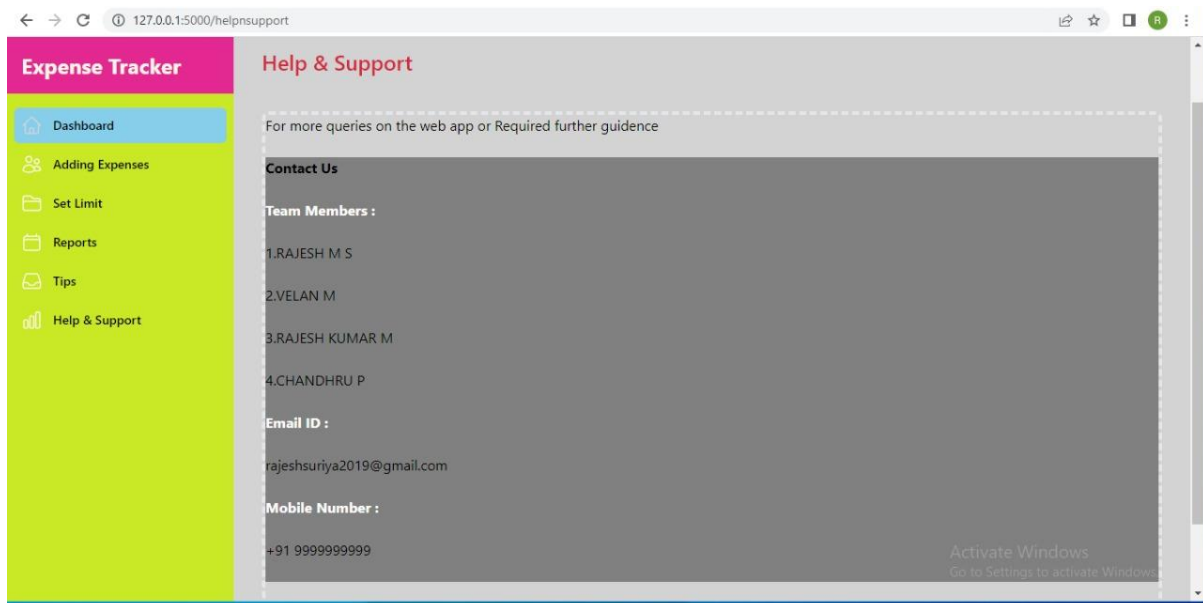 127.0.0.1:5000/helpnsupport
R
Expense Tracker
Dashboard
Adding Expenses
Set Limit
Reports
Tips
Help & Support
Help & Support
For more queries on the web app or Required further guidence
Contact Us
Team Members :
1.RAJESH M S
2.VELAN M
3.RAJESH KUMAR M
4.CHANDHRU P
Email ID :
rajeshsuriya2019@gmail.com
Mobile Number :
+91 9999999999
Activate Windows
Go to Settings to activate Windows.